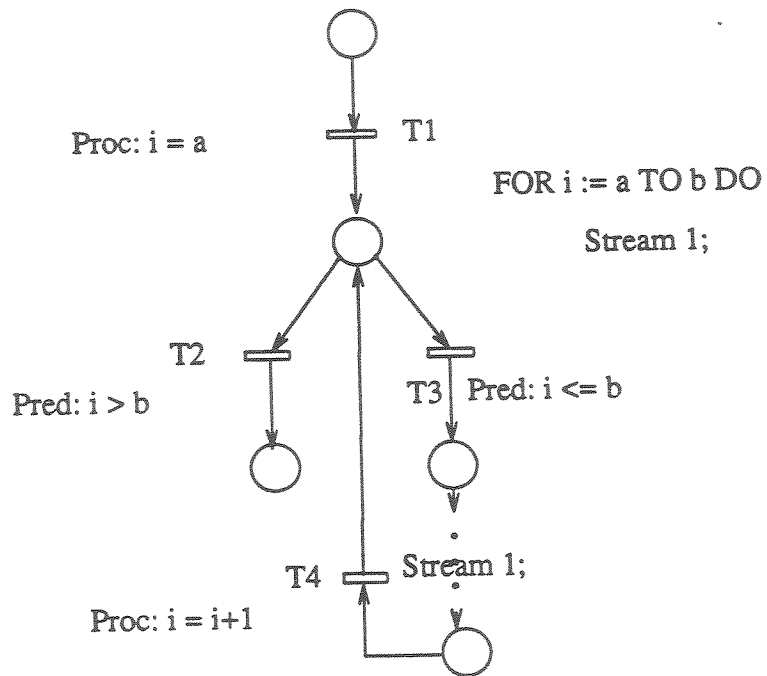 T1
Proc: i = a
FOR i := a TO b DO
Stream 1;
T2
T3
Pred: i > b
Pred: i <= b
T4
Stream 1;
Proc: i = i+1